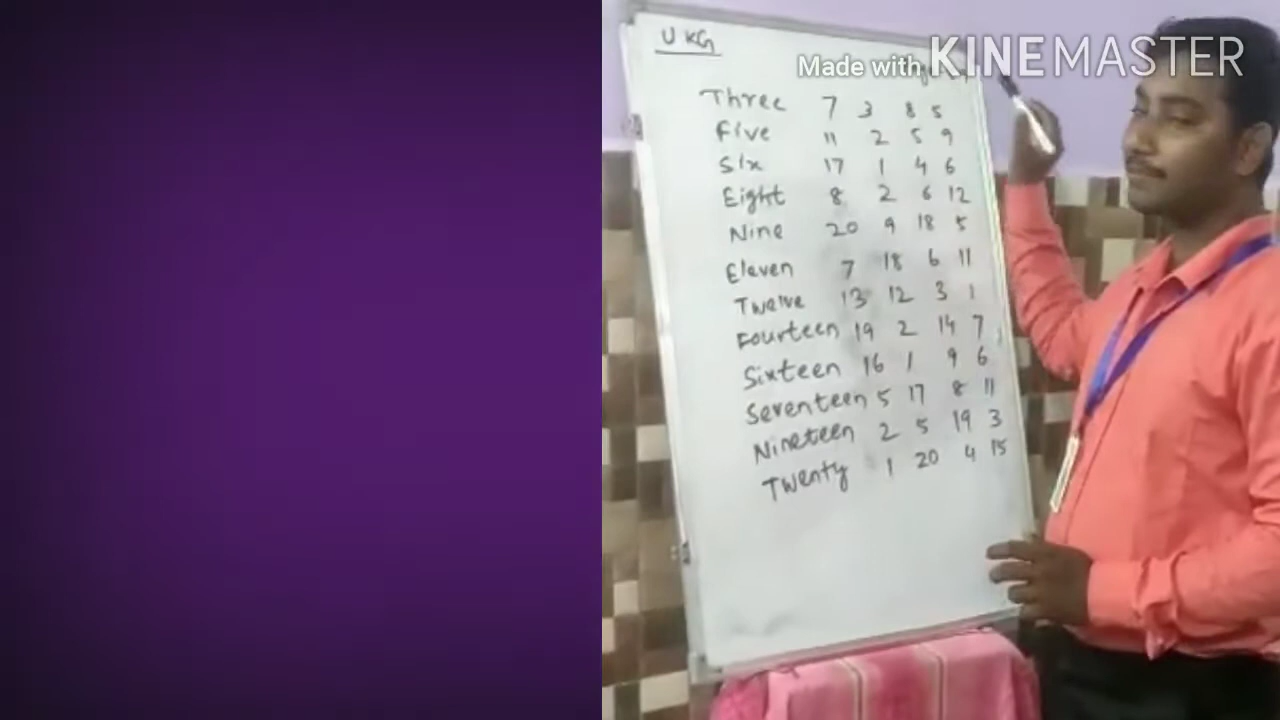 U KG
Made with KINEMASTER
Three 7 3 8 5
Five 11 2 5 9
Six 17 1 4 6
Eight 8 2 6 12
Nine 20 9 18 5
Eleven 7 18 6 11
Twelve 13 12 3 1
Fourteen 19 2 14 7
Sixteen 16 1 9 6
Seventeen 5 17 8 11
Nineteen 2 5 19 3
Twenty 1 20 4 15